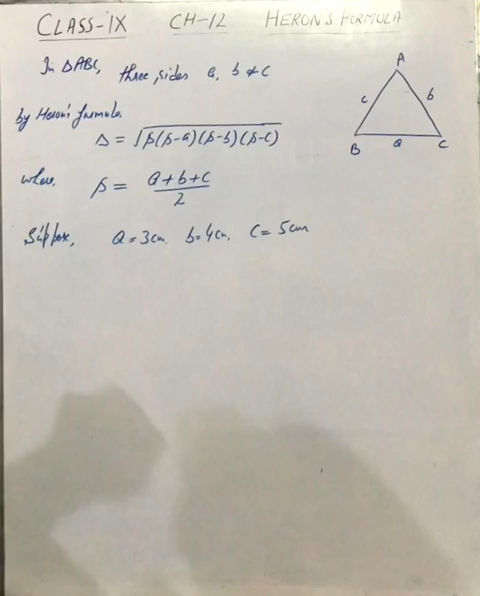 CLASS-IX CH-12 HERON'S FORMULA
In ΔABC, three sides a, b & c
A
c b
B a C
by Heron's formula.
Δ = √s(s-a)(s-b)(s-c)
where, s = a+b+c
2
Suppose, a = 3cm. b = 4cm, c = 5cm